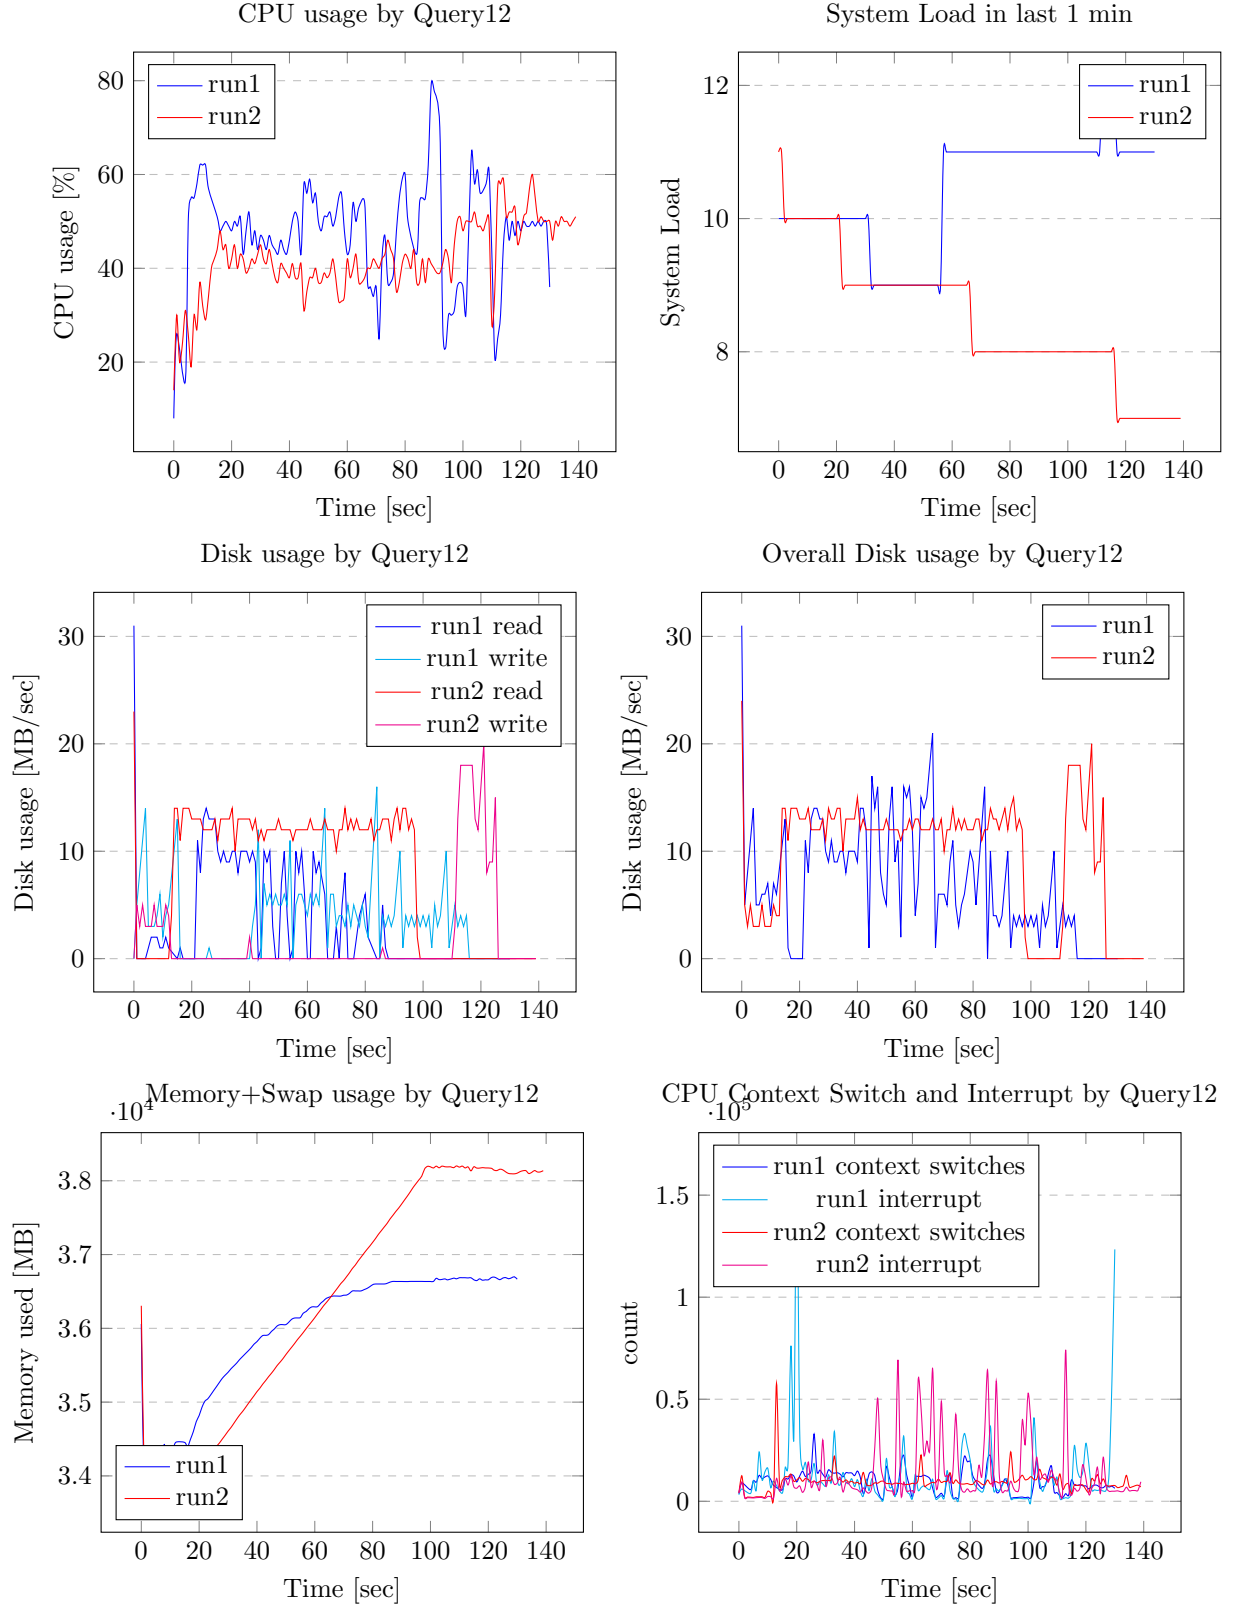 CPU usage by Query12
80
60
40
20
CPU usage [%]
run1
run2
0 20 40 60 80 100 120 140
Time [sec]
System Load in last 1 min
12
10
8
System Load
run1
run2
0 20 40 60 80 100 120 140
Time [sec]
Disk usage by Query12
30
20
10
0
Disk usage [MB/sec]
run1 read
run1 write
run2 read
run2 write
0 20 40 60 80 100 120 140
Time [sec]
Overall Disk usage by Query12
30
20
10
0
Disk usage [MB/sec]
run1
run2
0 20 40 60 80 100 120 140
Time [sec]
Memory+Swap usage by Query12
·10⁴
3.8
3.7
3.6
3.5
3.4
Memory used [MB]
run1
run2
0 20 40 60 80 100 120 140
Time [sec]
CPU Context Switch and Interrupt by Query12
·10⁵
1.5
1
0.5
0
count
run1 context switches
run1 interrupt
run2 context switches
run2 interrupt
0 20 40 60 80 100 120 140
Time [sec]